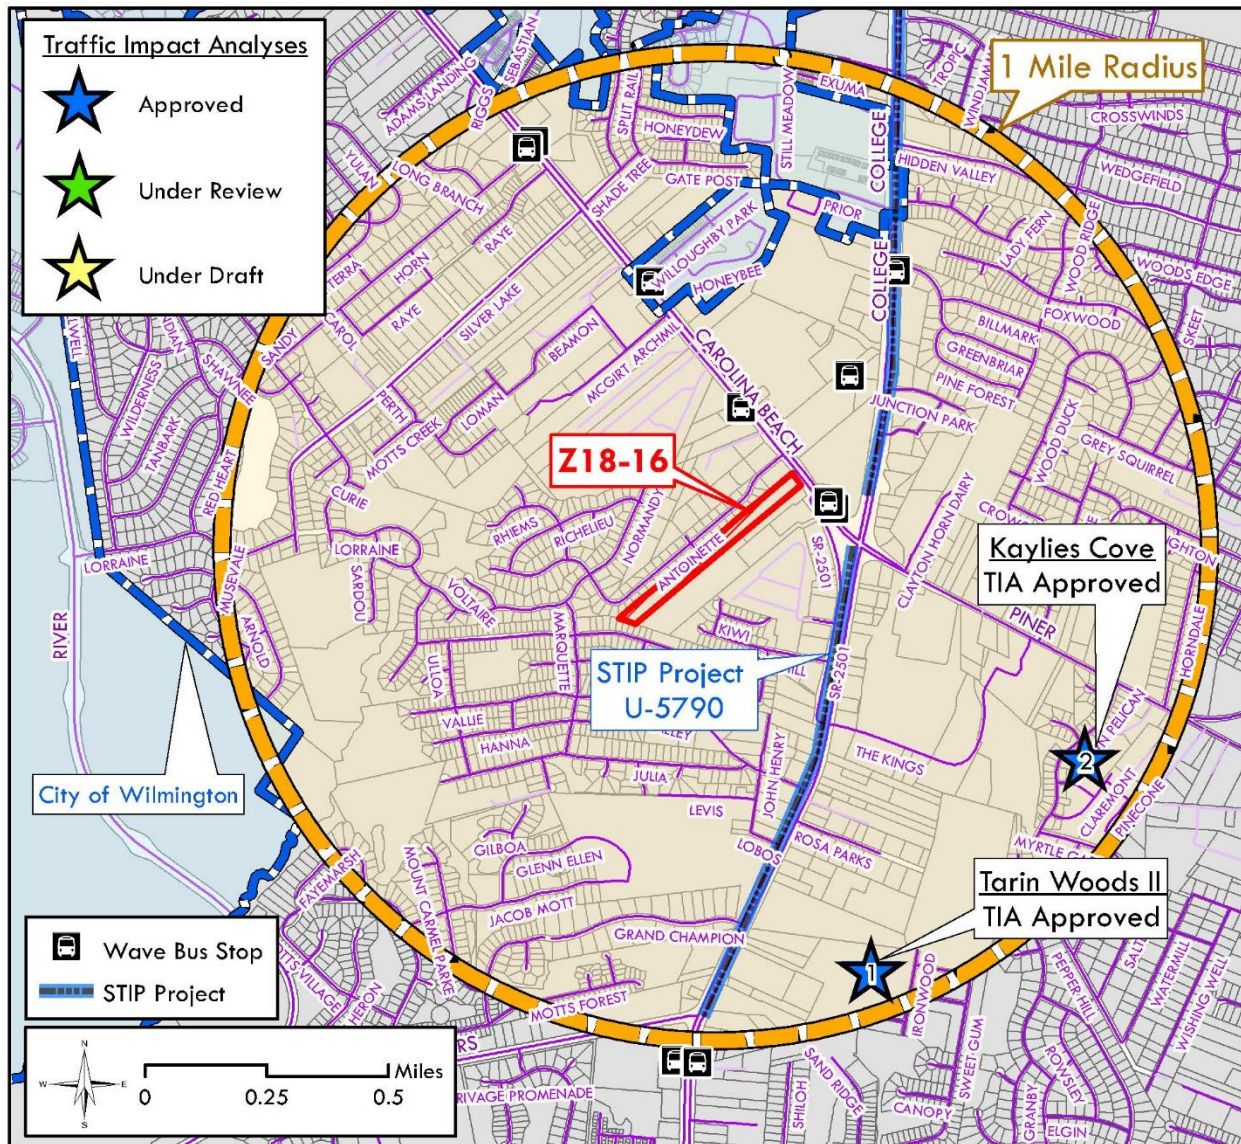 Traffic Impact Analyses
Approved
Under Review
Under Draft
1 Mile Radius
ADAMS LANDING
RIGGS
SEBASTIAN
SPLIT RAIL
HONEYDEW
GATE POST
SHADE TREE
STILL MEADOW
EXUMA
COLLEGE
COLLEGE
TROPIC
CROSSWINDS
WEDGEFIELD
HIDDEN VALLEY
LADY FERN
WOOD RIDGE
WOODS EDGE
SKEET
FOXWOOD
BILLMARK
GREENBRIAR
PINE FOREST
JUNCTION PARK
PRIOR
WILLOUGHBY PARK
HONEYBEE
YULAN
LONG BRANCH
RAYE
HORN
TERRA
CAROL
RAYE
SANDY
SILVER LAKE
BEAMON
MCGIRT ARCHMIL
CAROLINA BEACH
LOMAN
PERTH
MOTTS CREEK
SHAWNEE
WILDERNESS
TANBARK
RED HEART
CURIE
LORRAINE
LORRAINE
MUSEVALE
ARNOLD
SARDOU
VOLTAIRE
RHIEMS
RICHELIEU
NORMANDY
ANTOINETTE
Z18-16
WOOD DUCK
GREY SQUIRREL
CLAYTON HORN DAIRY
PINER
HORNDALE
Kaylies Cove
TIA Approved
SR-2501
SR-2501
KIWI
STIP Project
U-5790
MARQUETTE
ULLOA
VALLIE
HANNA
JULIA
LEVIS
JOHN HENRY
THE KINGS
ROSA PARKS
LOBOS
RIVER
City of Wilmington
2
CLAREMONT
PINECONE
Tarin Woods II
TIA Approved
1
GILBOA
GLENN ELLEN
JACOB MOTT
GRAND CHAMPION
MOTTS FOREST
MOUNT CARMEL PARKE
FAYEMARSH
HERON
IRONWOOD
SWEET GUM
CANOPY
SAND RIDGE
SHILOH
PEPPER HILL
ROWSLEY
GRANBY
ELGIN
WATERMILL
WISHING WELL
Wave Bus Stop
STIP Project
N
W
E
S
Miles
0
0.25
0.5